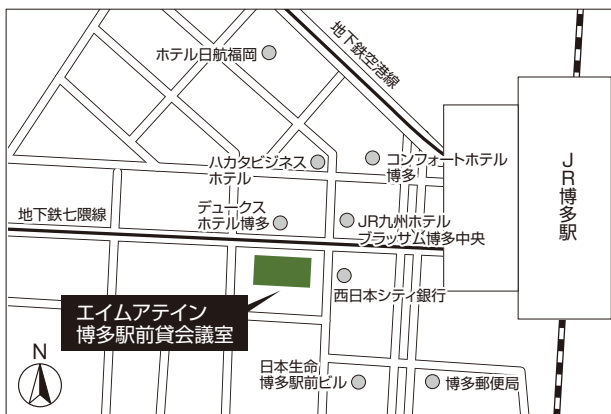 ホテル日航福岡
地下鉄空港線
ハカタビジネス
ホテル
コンフォートホテル
博多
JR博多駅
デュークス
ホテル博多
JR九州ホテル
ブラッサム博多中央
地下鉄七隈線
西日本シティ銀行
エイムアテイン
博多駅前貸会議室
N
日本生命
博多駅前ビル
博多郵便局